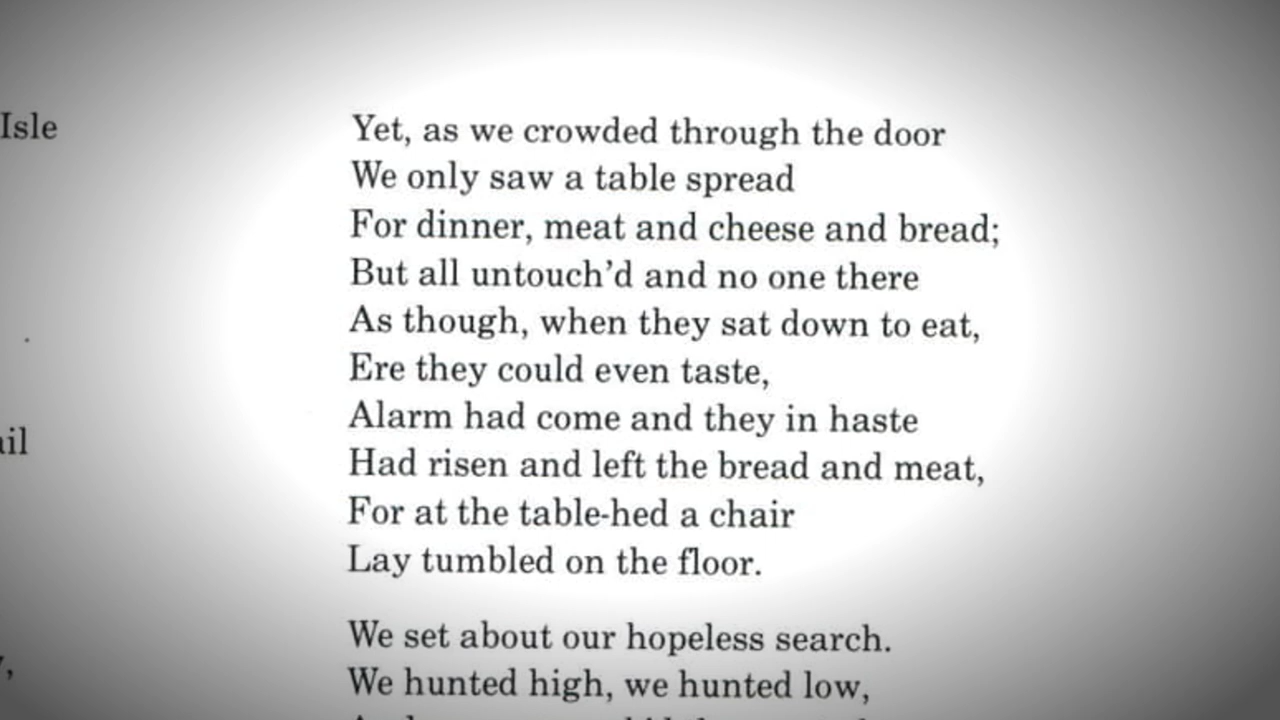 Isle
Yet, as we crowded through the door
We only saw a table spread
For dinner, meat and cheese and bread;
But all untouch’d and no one there
As though, when they sat down to eat,
Ere they could even taste,
Alarm had come and they in haste
Had risen and left the bread and meat,
For at the table-hed a chair
Lay tumbled on the floor.
We set about our hopeless search.
We hunted high, we hunted low,